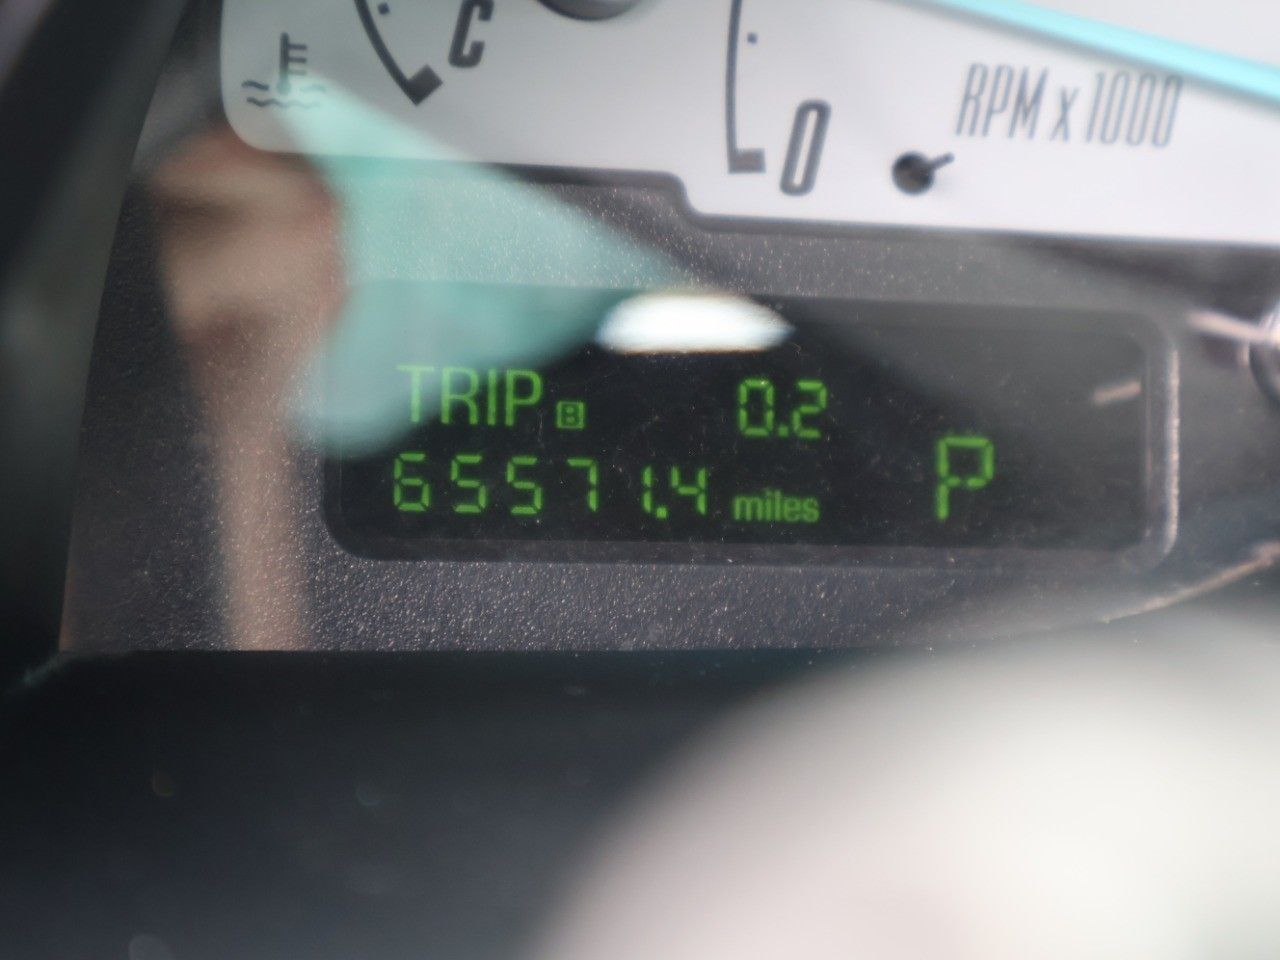 C
0
RPM x 1000
TRIP B 0.2
65571.4 miles P